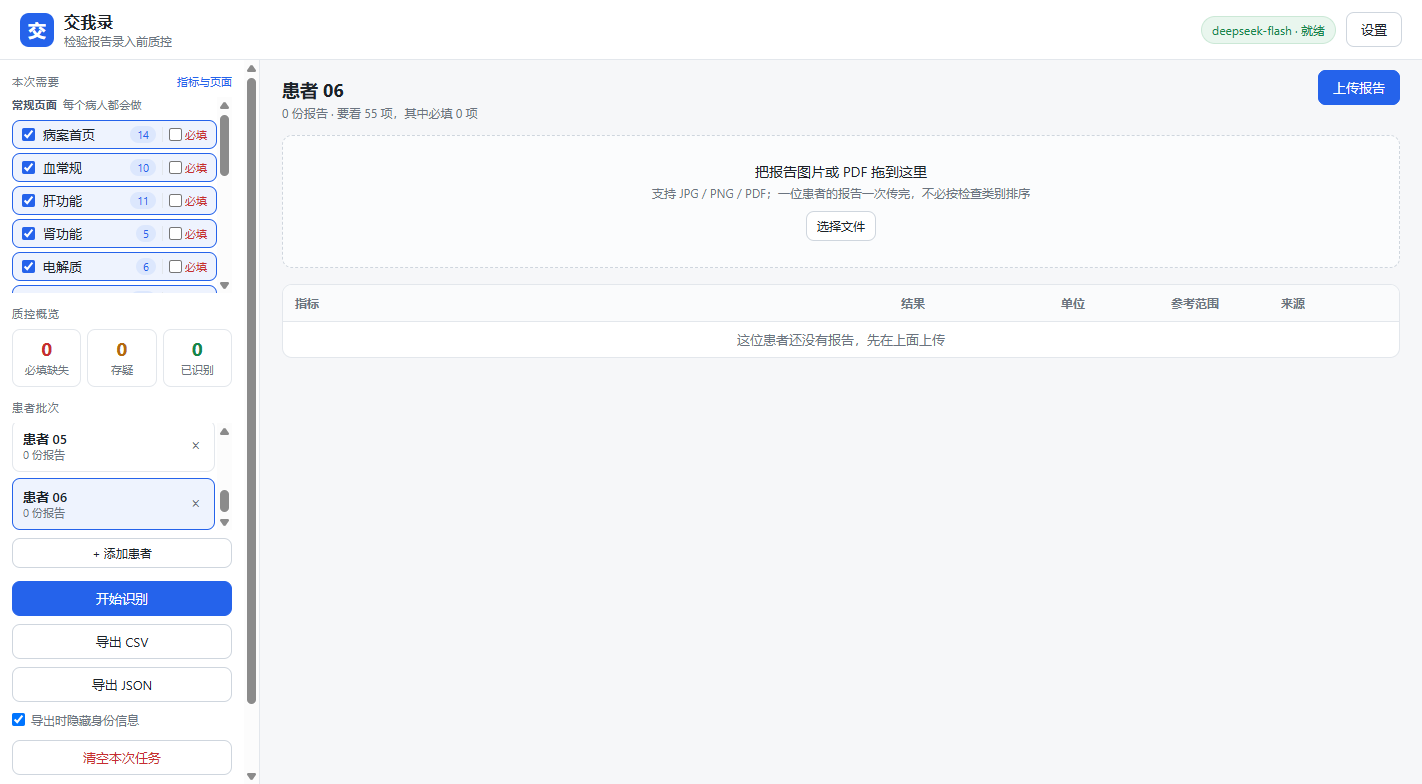 交
交我录
检验报告录入前质控
deepseek-flash · 就绪
设置
本次需要
指标与页面
常规页面 每个病人都会做
病案首页 14 必填
血常规 10 必填
肝功能 11 必填
肾功能 5 必填
电解质 6 必填
质控概览
0 必填缺失
0 存疑
0 已识别
患者批次
患者 05
0 份报告
×
患者 06
0 份报告
×
+ 添加患者
开始识别
导出 CSV
导出 JSON
导出时隐藏身份信息
清空本次任务
患者 06
0 份报告 · 要看 55 项，其中必填 0 项
上传报告
把报告图片或 PDF 拖到这里
支持 JPG / PNG / PDF；一位患者的报告一次传完，不必按检查类别排序
选择文件
指标 结果 单位 参考范围 来源
这位患者还没有报告，先在上面上传